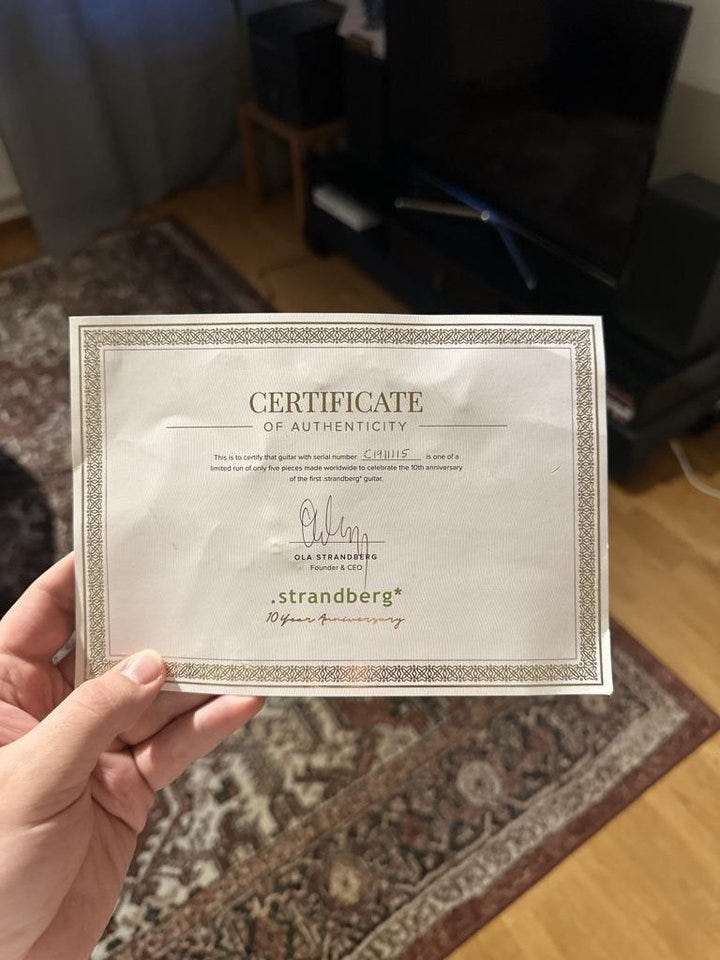 CERTIFICATE
OF AUTHENTICITY
This is to certify that guitar with serial number C1911115 is one of a
limited run of only five pieces made worldwide to celebrate the 10th anniversary
of the first .strandberg* guitar.
OLA STRANDBERG
Founder & CEO
.strandberg*
10 Year Anniversary